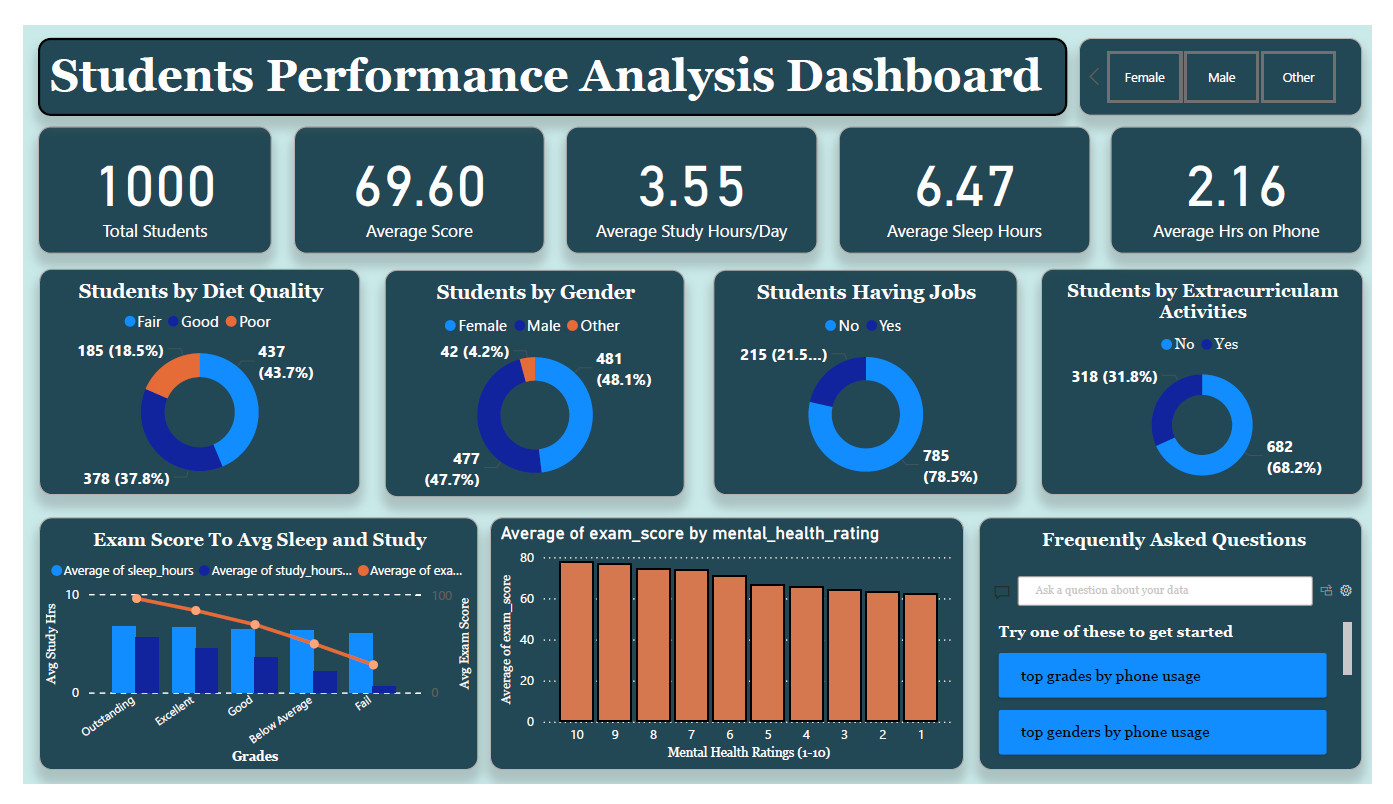 Students Performance Analysis Dashboard
Female
Male
Other
1000
Total Students
69.60
Average Score
3.55
Average Study Hours/Day
6.47
Average Sleep Hours
2.16
Average Hrs on Phone
Students by Diet Quality
Fair Good Poor
185 (18.5%)
437
(43.7%)
378 (37.8%)
Students by Gender
Female Male Other
42 (4.2%)
481
(48.1%)
477
(47.7%)
Students Having Jobs
No Yes
215 (21.5...)
785
(78.5%)
Students by Extracurriculam
Activities
No Yes
318 (31.8%)
682
(68.2%)
Exam Score To Avg Sleep and Study
Average of sleep_hours Average of study_hours... Average of exa...
Avg Study Hrs
10
0
100
0
Avg Exam Score
Outstanding
Excellent
Good
Below Average
Fail
Grades
Average of exam_score by mental_health_rating
Average of exam_score
80
60
40
20
0
10 9 8 7 6 5 4 3 2 1
Mental Health Ratings (1-10)
Frequently Asked Questions
Ask a question about your data
Try one of these to get started
top grades by phone usage
top genders by phone usage